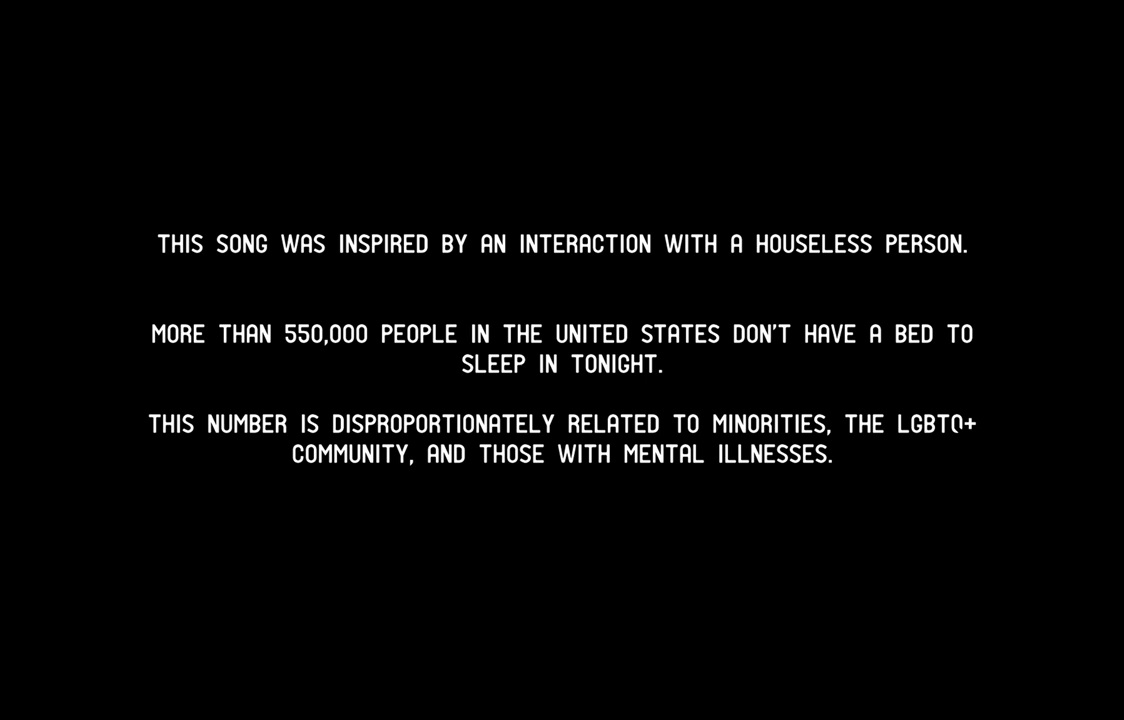 THIS SONG WAS INSPIRED BY AN INTERACTION WITH A HOUSELESS PERSON.
MORE THAN 550,000 PEOPLE IN THE UNITED STATES DON'T HAVE A BED TO
SLEEP IN TONIGHT.
THIS NUMBER IS DISPROPORTIONATELY RELATED TO MINORITIES, THE LGBTQ+
COMMUNITY, AND THOSE WITH MENTAL ILLNESSES.